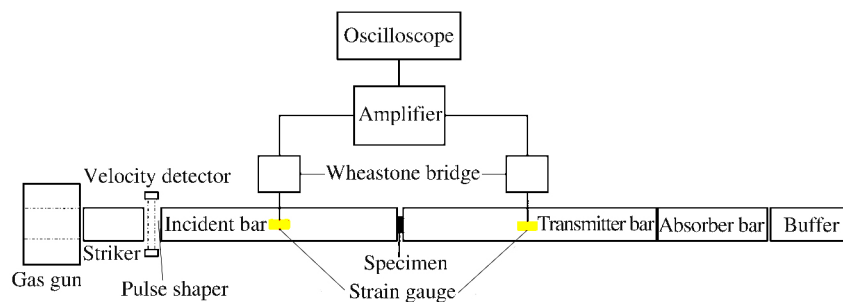 Oscilloscope
Amplifier
Wheastone bridge
Velocity detector
Incident bar
Transmitter bar
Absorber bar
Buffer
Striker
Specimen
Gas gun
Pulse shaper
Strain gauge